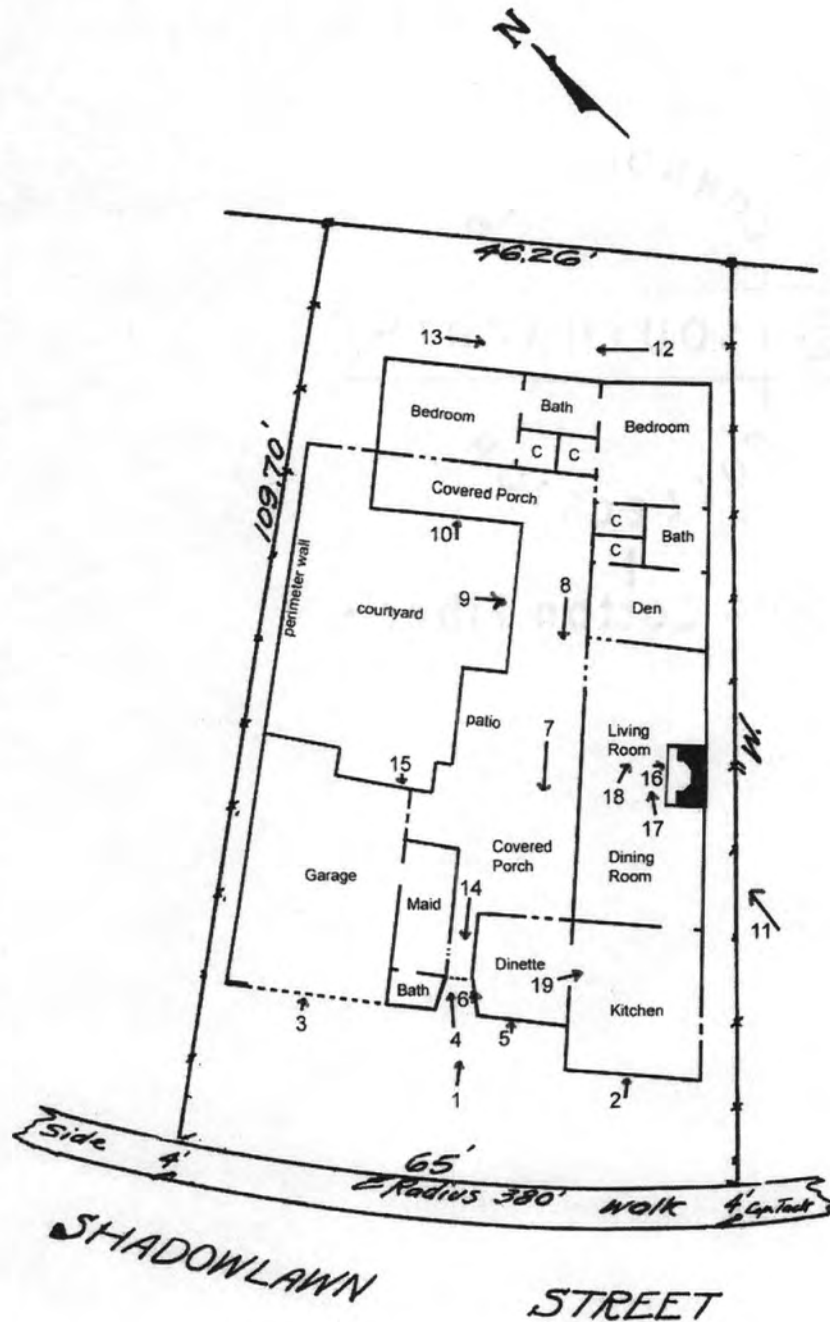 N
46.26'
13
12
Bedroom
Bath
Bedroom
C
C
Covered Porch
109.70'
10
C
C
Bath
perimeter wall
courtyard
9
8
Den
patio
7
Living
Room
15
18
16
17
"W.
Covered
Porch
Dining
Room
Garage
Maid
14
11
Dinette
19
Bath
6
Kitchen
3
4
5
1
2
Side
4'
65'
Radius 380'
walk
4'
SHADOWLAWN
STREET